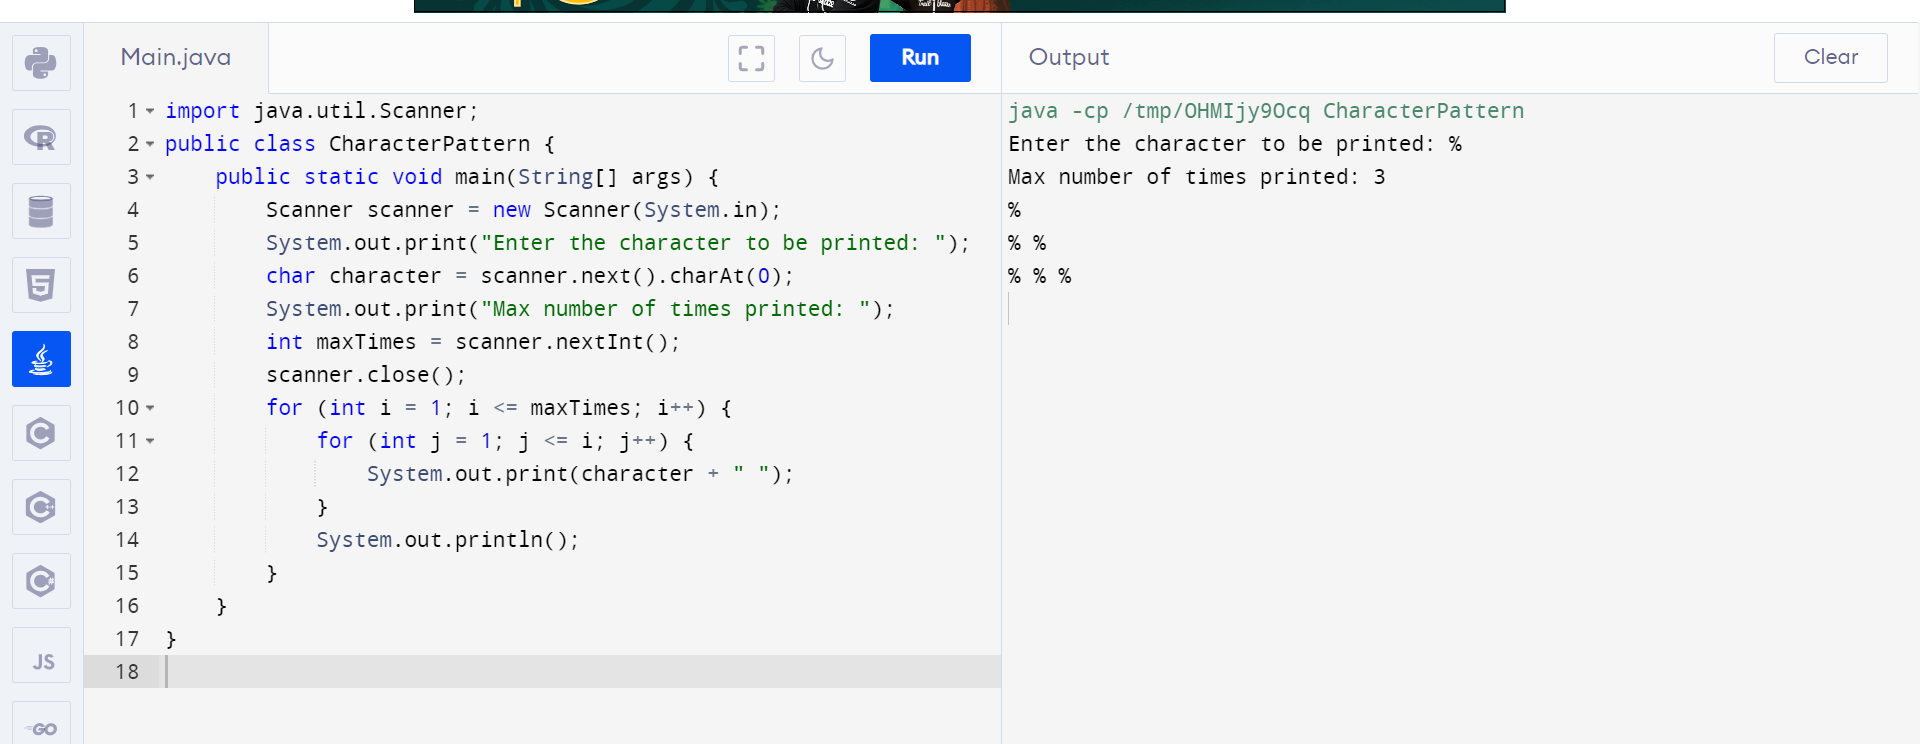 Main.java
Run
1 import java.util.Scanner;
2 public class CharacterPattern {
3 public static void main(String[] args) {
4 Scanner scanner = new Scanner(System.in);
5 System.out.print("Enter the character to be printed: ");
6 char character = scanner.next().charAt(0);
7 System.out.print("Max number of times printed: ");
8 int maxTimes = scanner.nextInt();
9 scanner.close();
10 for (int i = 1; i <= maxTimes; i++) {
11 for (int j = 1; j <= i; j++) {
12 System.out.print(character + " ");
13 }
14 System.out.println();
15 }
16 }
17 }
18
Output
Clear
java -cp /tmp/OHMIjy9Ocq CharacterPattern
Enter the character to be printed: %
Max number of times printed: 3
%
% %
% % %
R
5
C
C++
C#
JS
GO